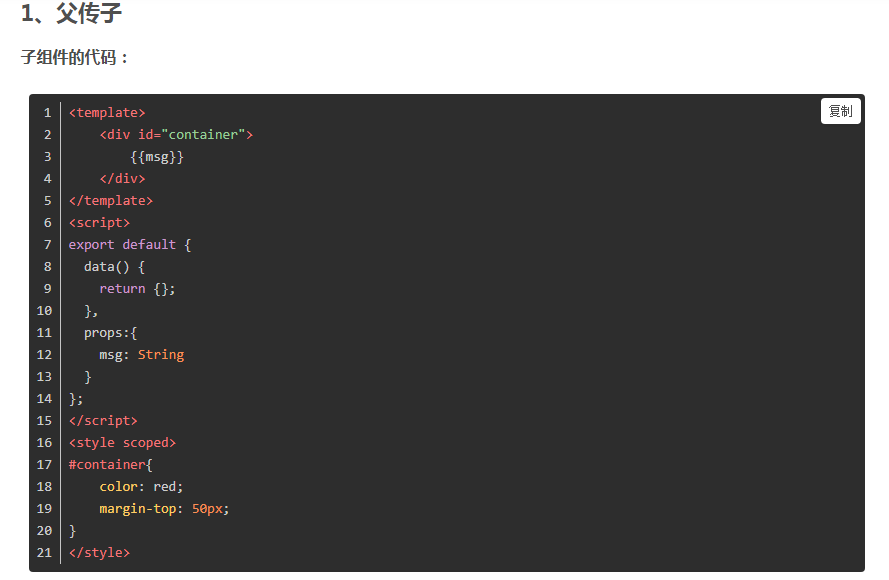 1、父传子
子组件的代码：
复制
1 <template>
2     <div id="container">
3         {{msg}}
4     </div>
5 </template>
6 <script>
7 export default {
8   data() {
9     return {};
10   },
11   props:{
12     msg: String
13   }
14 };
15 </script>
16 <style scoped>
17 #container{
18     color: red;
19     margin-top: 50px;
20 }
21 </style>